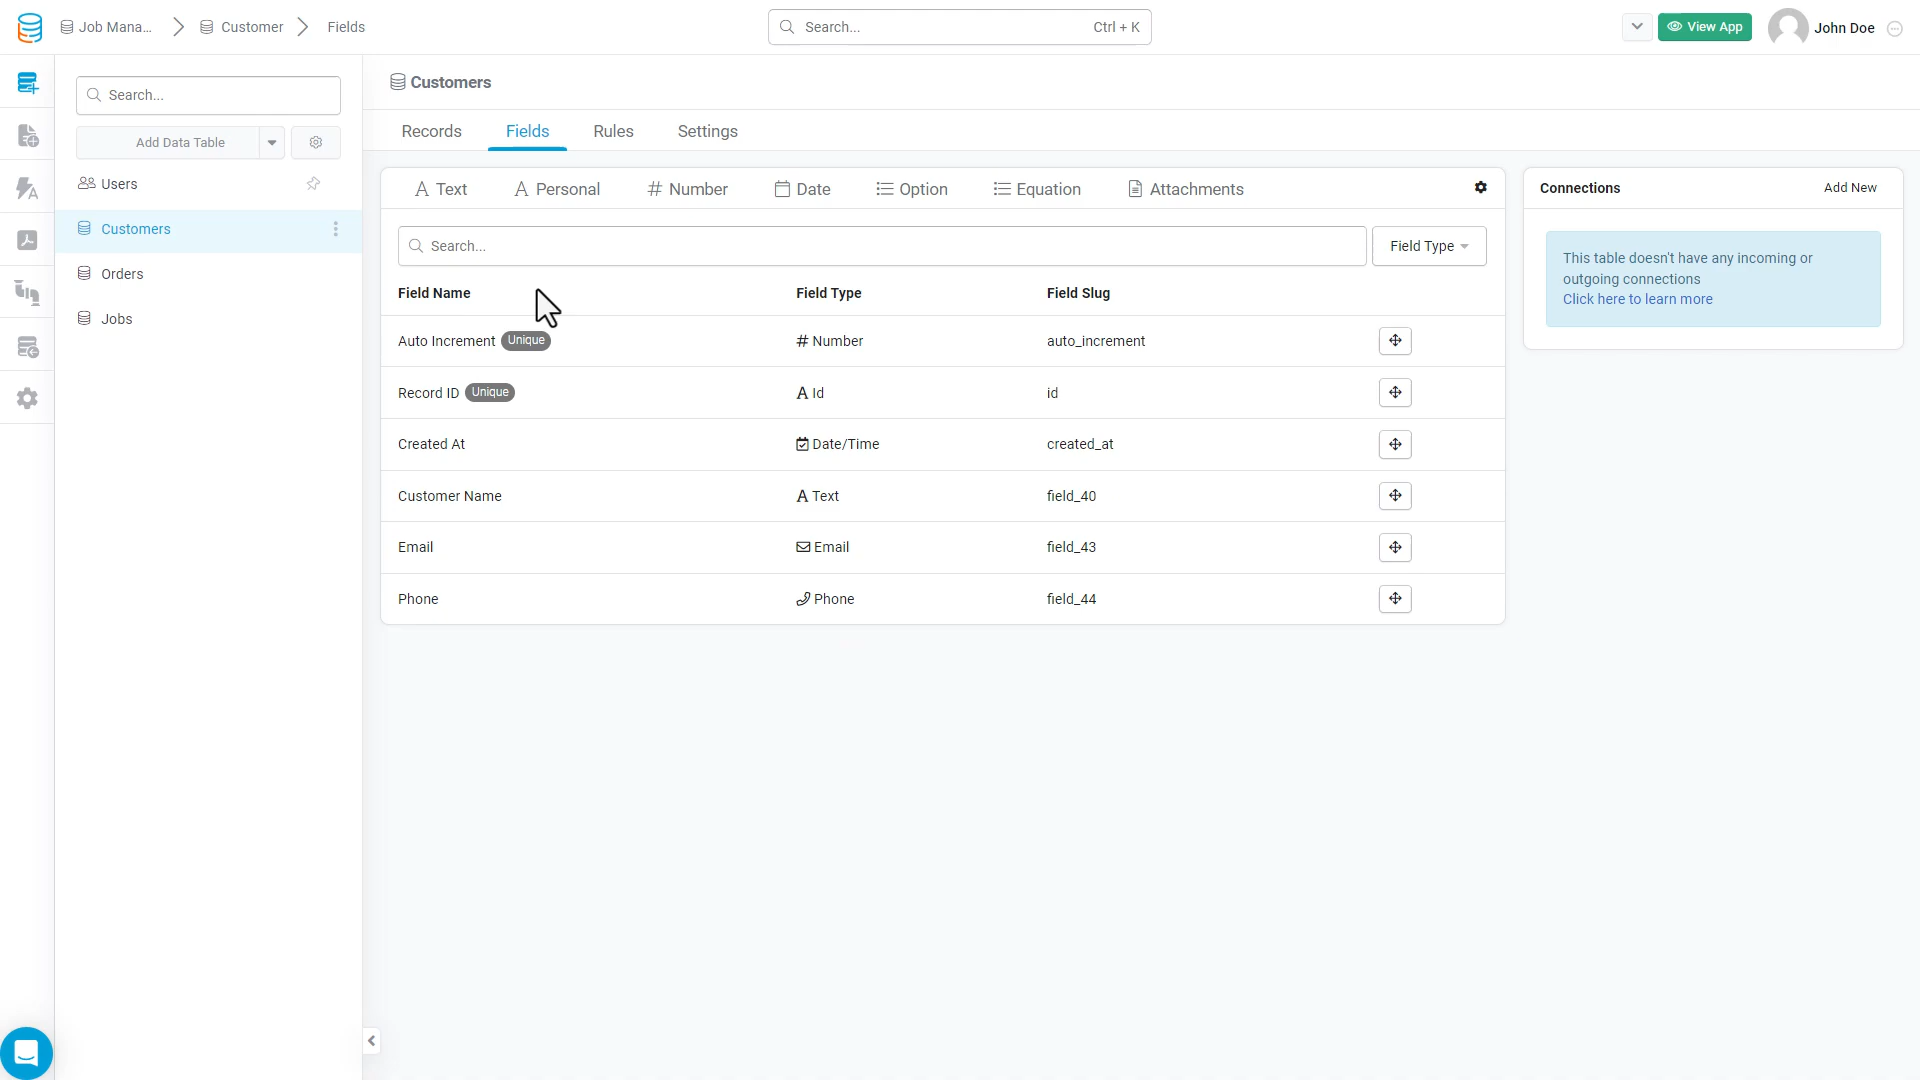 Job Mana...
Customer
Fields
Search...
Ctrl + K
View App
John Doe
Search...
Add Data Table
Users
Customers
Orders
Jobs
Customers
Records
Fields
Rules
Settings
Text
Personal
Number
Date
Option
Equation
Attachments
Search...
Field Type
Field Name
Field Type
Field Slug
Auto Increment Unique
# Number
auto_increment
Record ID Unique
Id
id
Created At
Date/Time
created_at
Customer Name
Text
field_40
Email
Email
field_43
Phone
Phone
field_44
Connections
Add New
This table doesn't have any incoming or
outgoing connections
Click here to learn more